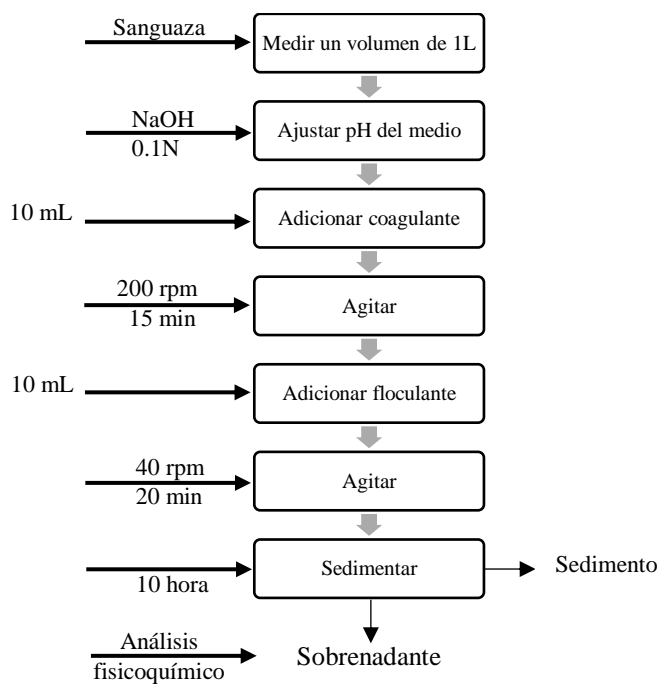 Sanguaza
Medir un volumen de 1L
NaOH
0.1N
Ajustar pH del medio
10 mL
Adicionar coagulante
200 rpm
15 min
Agitar
10 mL
Adicionar floculante
40 rpm
20 min
Agitar
10 hora
Sedimentar
Sedimento
Análisis
fisicoquímico
Sobrenadante